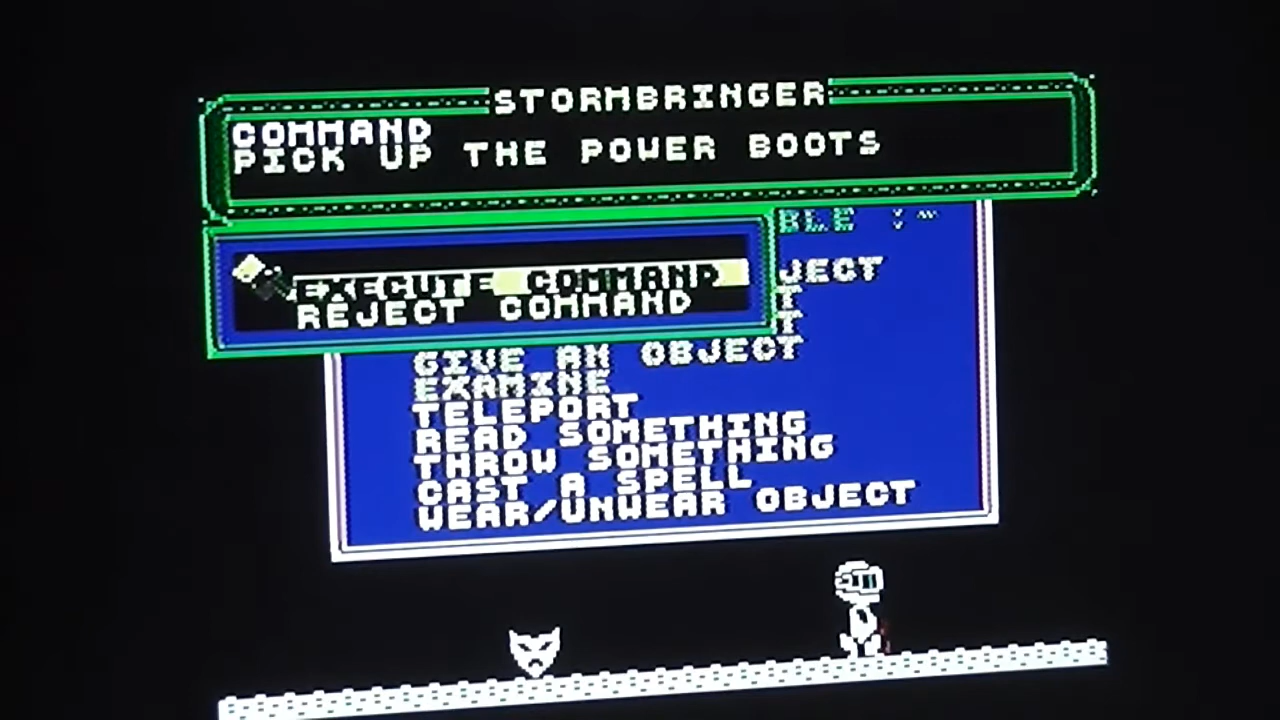 STORMBRINGER
COMMAND
PICK UP THE POWER BOOTS
BLE :~
EXECUTE COMMAND
JECT
REJECT COMMAND
T
T
GIVE AN OBJECT
EXAMINE
TELEPORT
READ SOMETHING
THROW SOMETHING
CAST A SPELL
WEAR/UNWEAR OBJECT